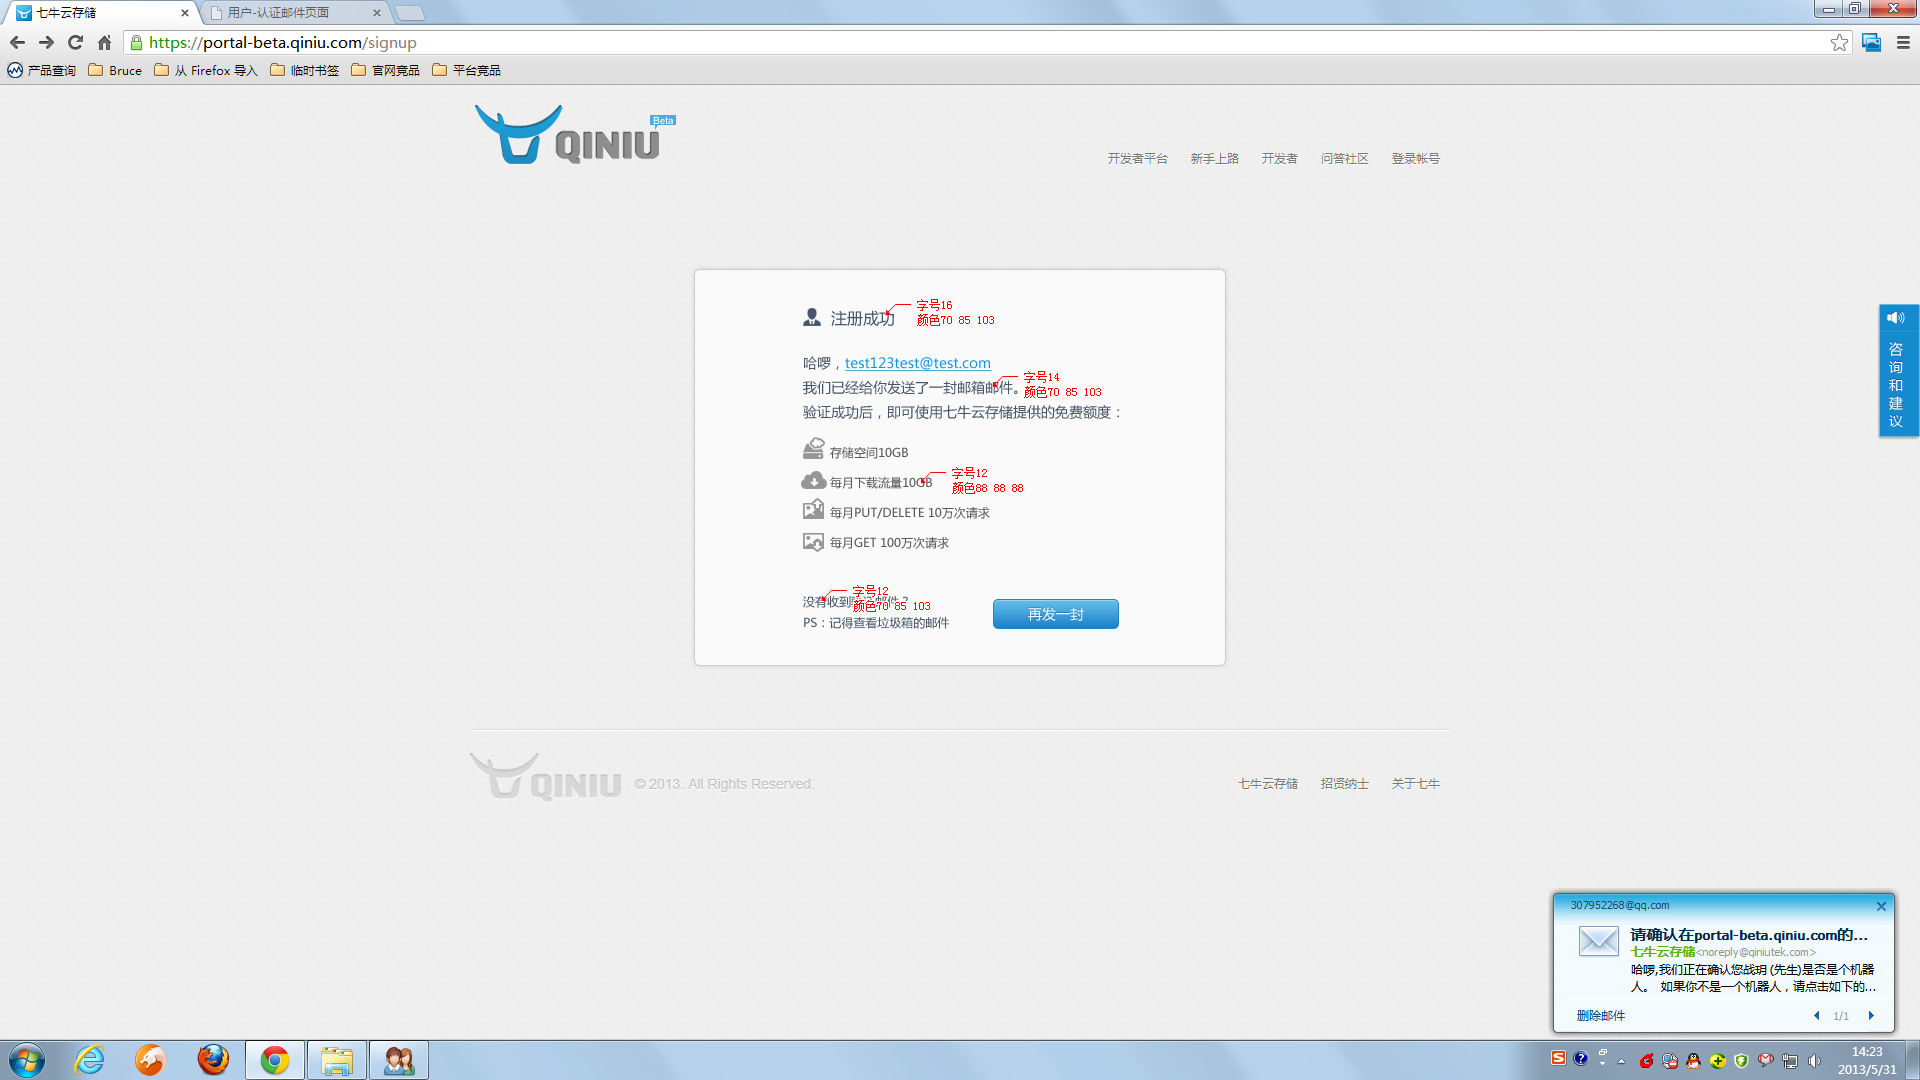 七牛云存储
用户-认证邮件页面
https://portal-beta.qiniu.com/signup
产品查询
Bruce
从 Firefox 导入
临时书签
官网竞品
平台竞品
QINIU
Beta
开发者平台
新手上路
开发者
问答社区
登录帐号
注册成功
字号16
颜色70 85 103
哈啰，test123test@test.com
我们已经给你发送了一封邮箱邮件。
字号14
颜色70 85 103
验证成功后，即可使用七牛云存储提供的免费额度：
存储空间10GB
每月下载流量10GB
字号12
颜色88 88 88
每月PUT/DELETE 10万次请求
每月GET 100万次请求
没有收到邮件？
字号12
颜色70 85 103
PS：记得查看垃圾箱的邮件
再发一封
咨询和建议
QINIU
© 2013. All Rights Reserved.
七牛云存储
招贤纳士
关于七牛
307952268@qq.com
请确认在portal-beta.qiniu.com的...
七牛云存储<noreply@qiniutek.com>
哈啰,我们正在确认您战玥 (先生)是否是个机器
人。 如果你不是一个机器人，请点击如下的...
删除邮件
1/1
14:23
2013/5/31